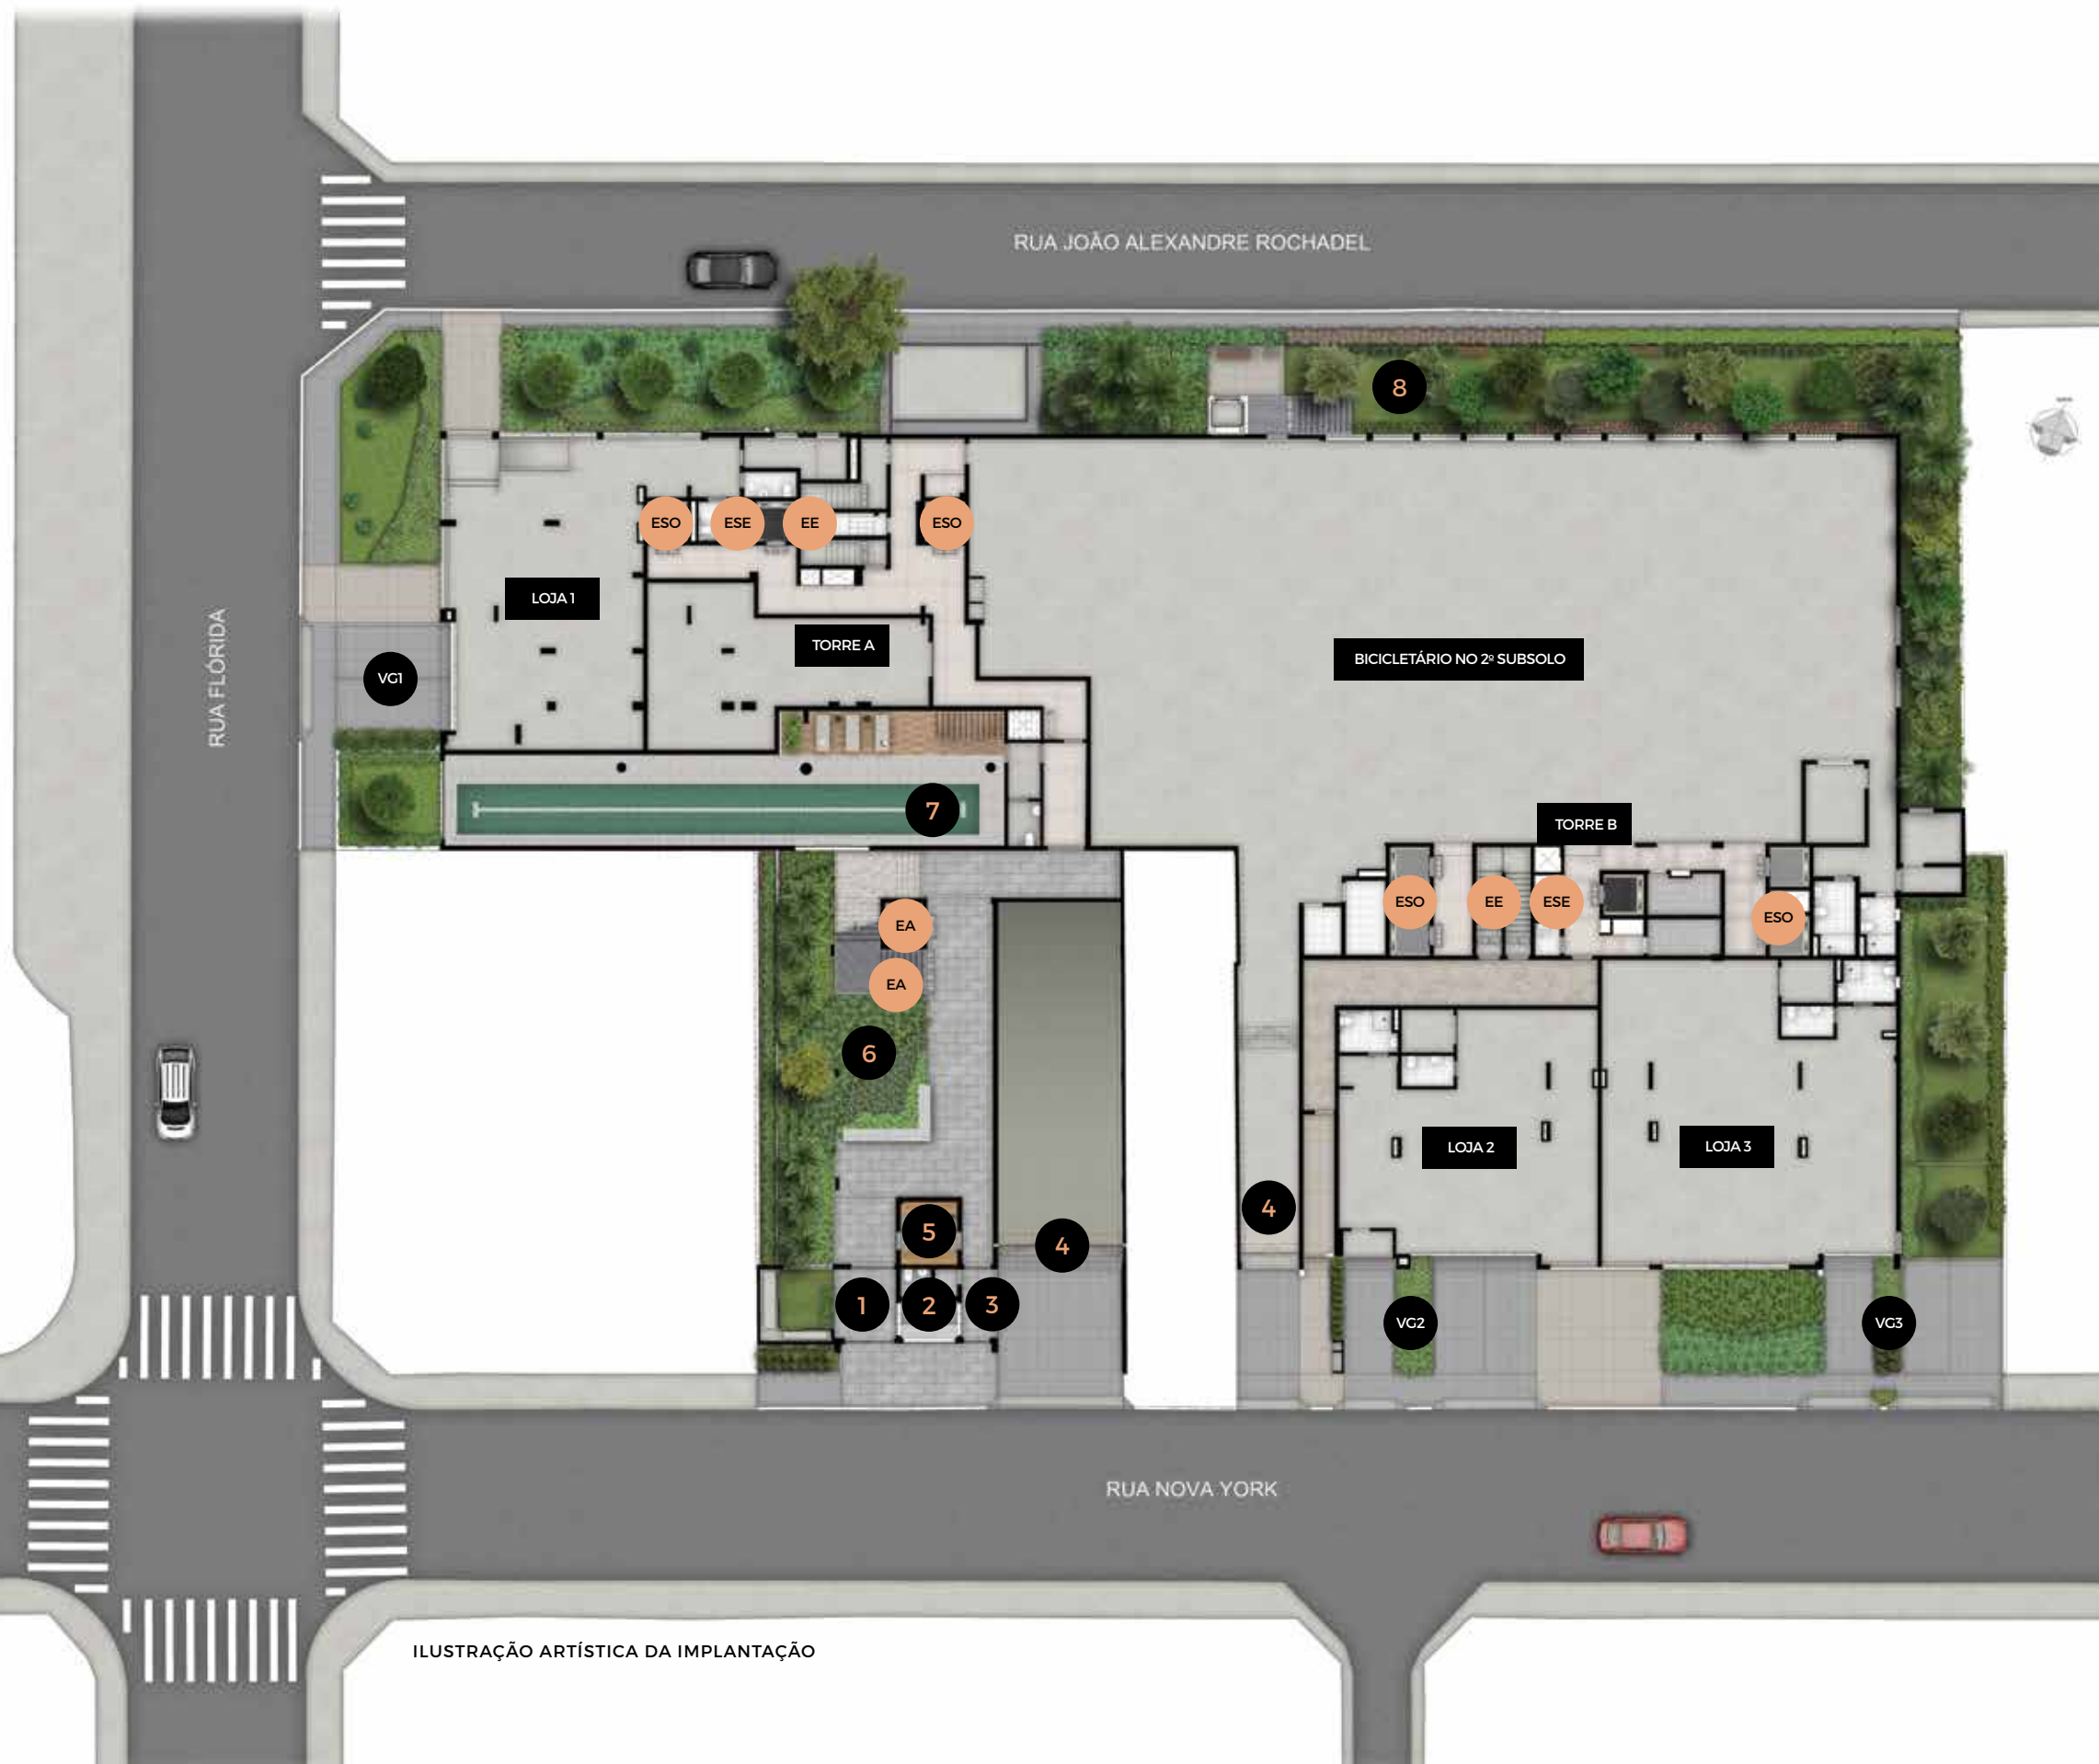 RUA JOÃO ALEXANDRE ROCHADEL
8
ESO
ESE
EE
ESO
LOJA 1
TORRE A
BICICLETÁRIO NO 2º SUBSOLO
VG1
RUA FLÓRIDA
7
TORRE B
ESO
EE
ESE
ESO
EA
EA
6
LOJA 2
LOJA 3
4
5
4
1
2
3
VG2
VG3
RUA NOVA YORK
ILUSTRAÇÃO ARTÍSTICA DA IMPLANTAÇÃO